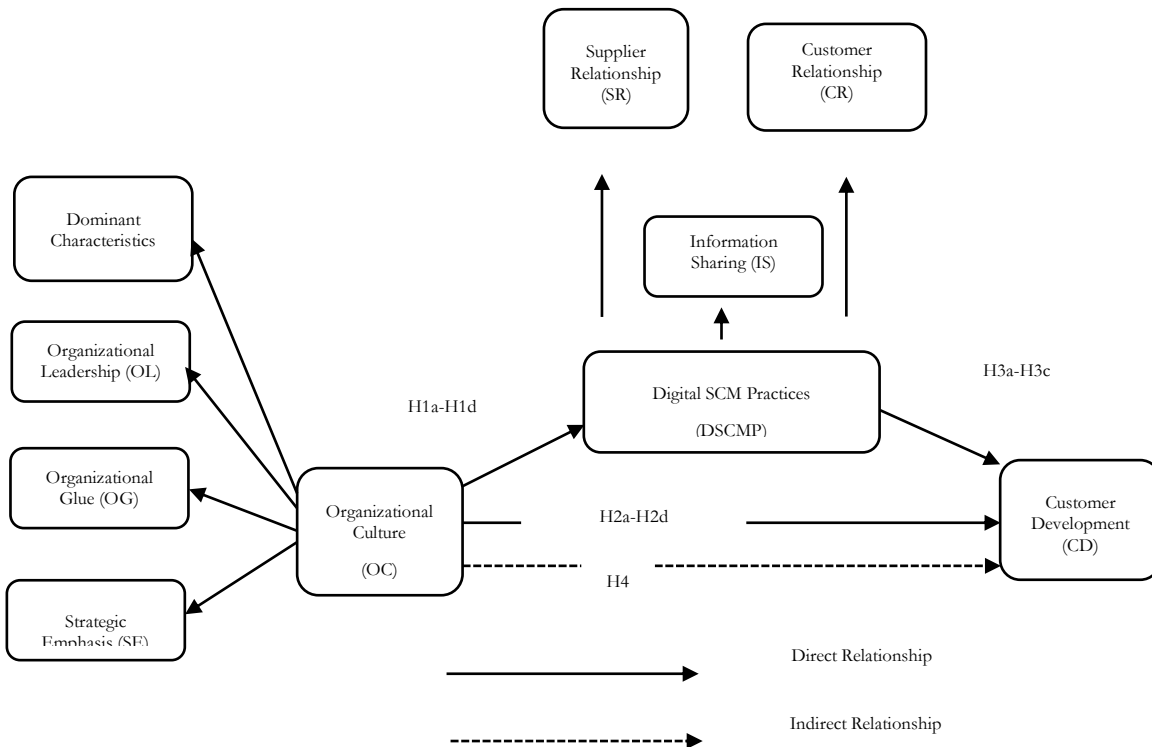 Supplier
Relationship
(SR)
Customer
Relationship
(CR)
Dominant
Characteristics
Information
Sharing (IS)
Organizational
Leadership (OL)
H1a-H1d
Digital SCM Practices
(DSCMP)
H3a-H3c
Organizational
Glue (OG)
Organizational
Culture
(OC)
H2a-H2d
H4
Customer
Development
(CD)
Strategic
Emphasis (SE)
Direct Relationship
Indirect Relationship